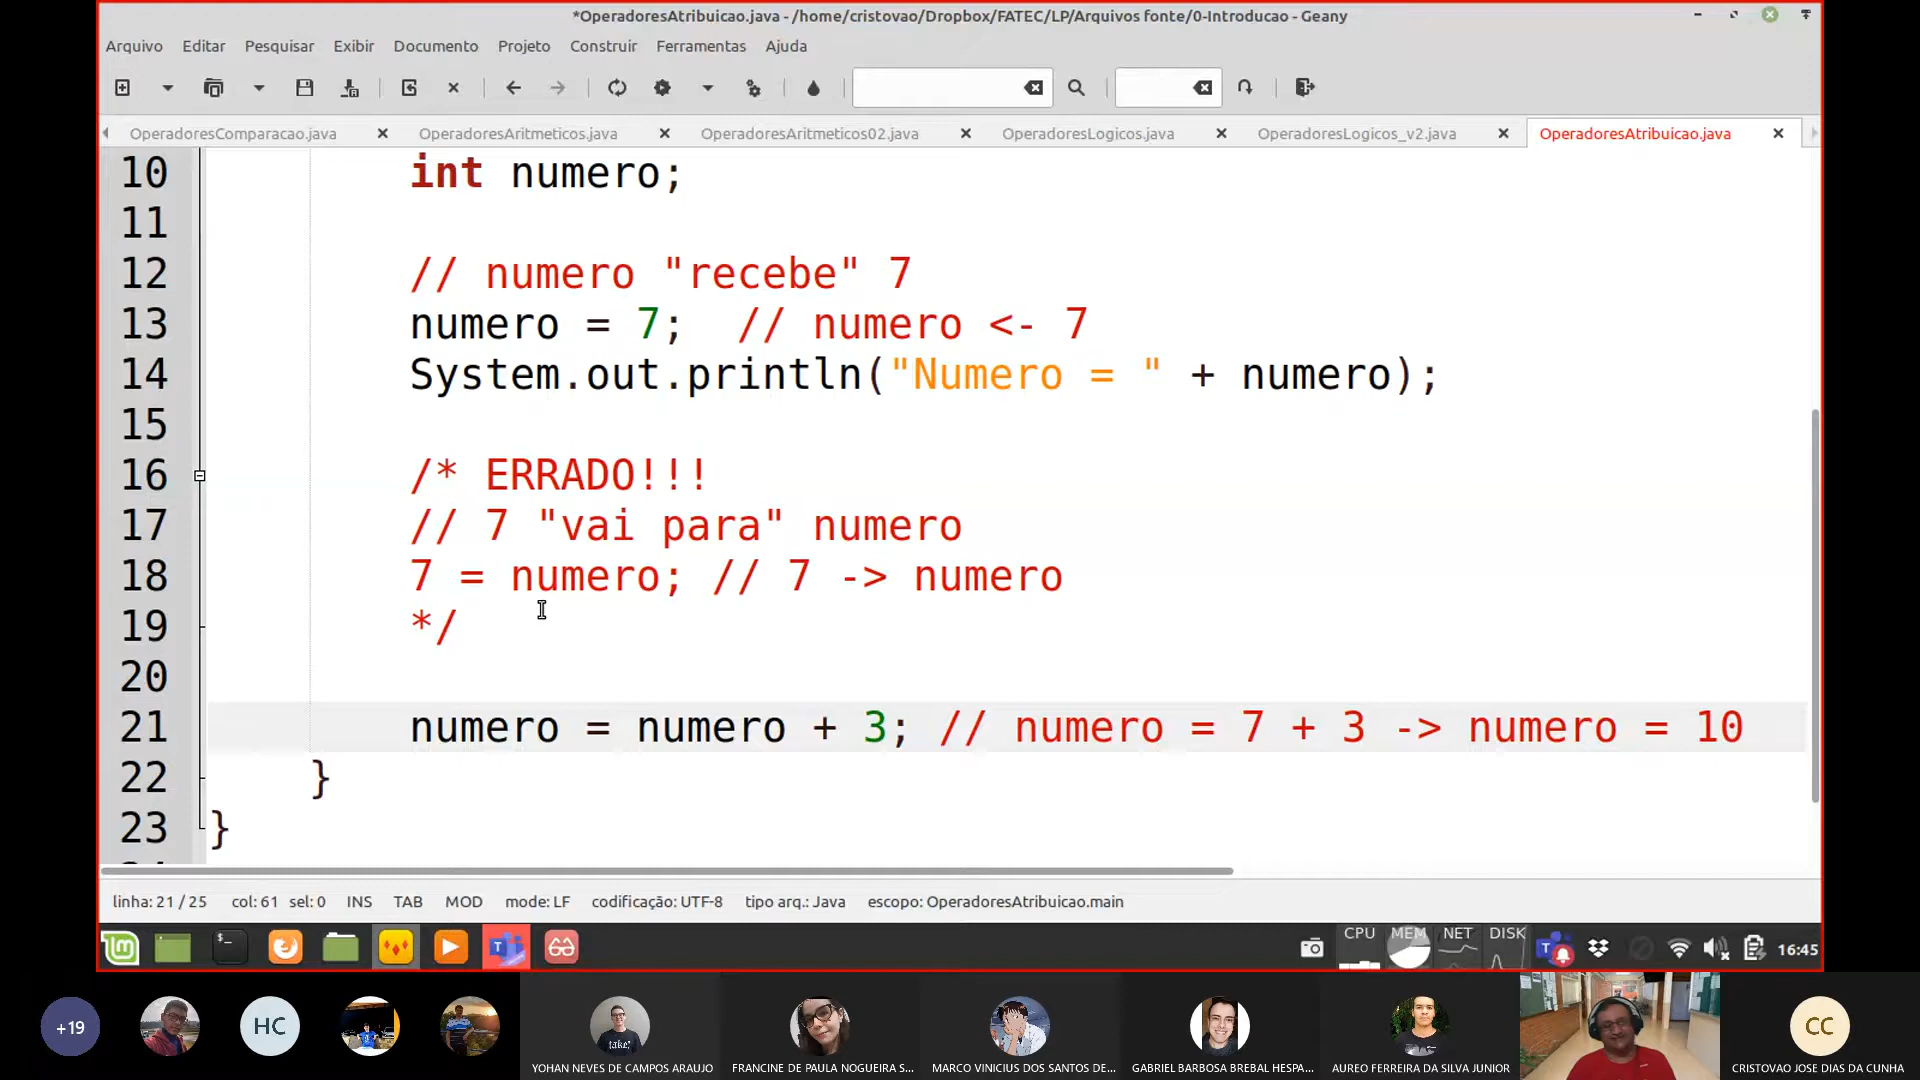 *OperadoresAtribuicao.java - /home/cristovao/Dropbox/FATEC/LP/Arquivos fonte/0-Introducao - Geany
Arquivo Editar Pesquisar Exibir Documento Projeto Construir Ferramentas Ajuda
OperadoresComparacao.java OperadoresAritmeticos.java OperadoresAritmeticos02.java OperadoresLogicos.java OperadoresLogicos_v2.java OperadoresAtribuicao.java
10 int numero;
11
12 // numero "recebe" 7
13 numero = 7; // numero <- 7
14 System.out.println("Numero = " + numero);
15
16 /* ERRADO!!!
17 // 7 "vai para" numero
18 7 = numero; // 7 -> numero
19 */
20
21 numero = numero + 3; // numero = 7 + 3 -> numero = 10
22 }
23 }
linha: 21 / 25 col: 61 sel: 0 INS TAB MOD mode: LF codificação: UTF-8 tipo arq.: Java escopo: OperadoresAtribuicao.main
CPU MEM NET DISK
16:45
+19 HC CC
take!
YOHAN NEVES DE CAMPOS ARAUJO FRANCINE DE PAULA NOGUEIRA S... MARCO VINICIUS DOS SANTOS DE... GABRIEL BARBOSA BREBAL HESPA... AUREO FERREIRA DA SILVA JUNIOR CRISTOVAO JOSE DIAS DA CUNHA